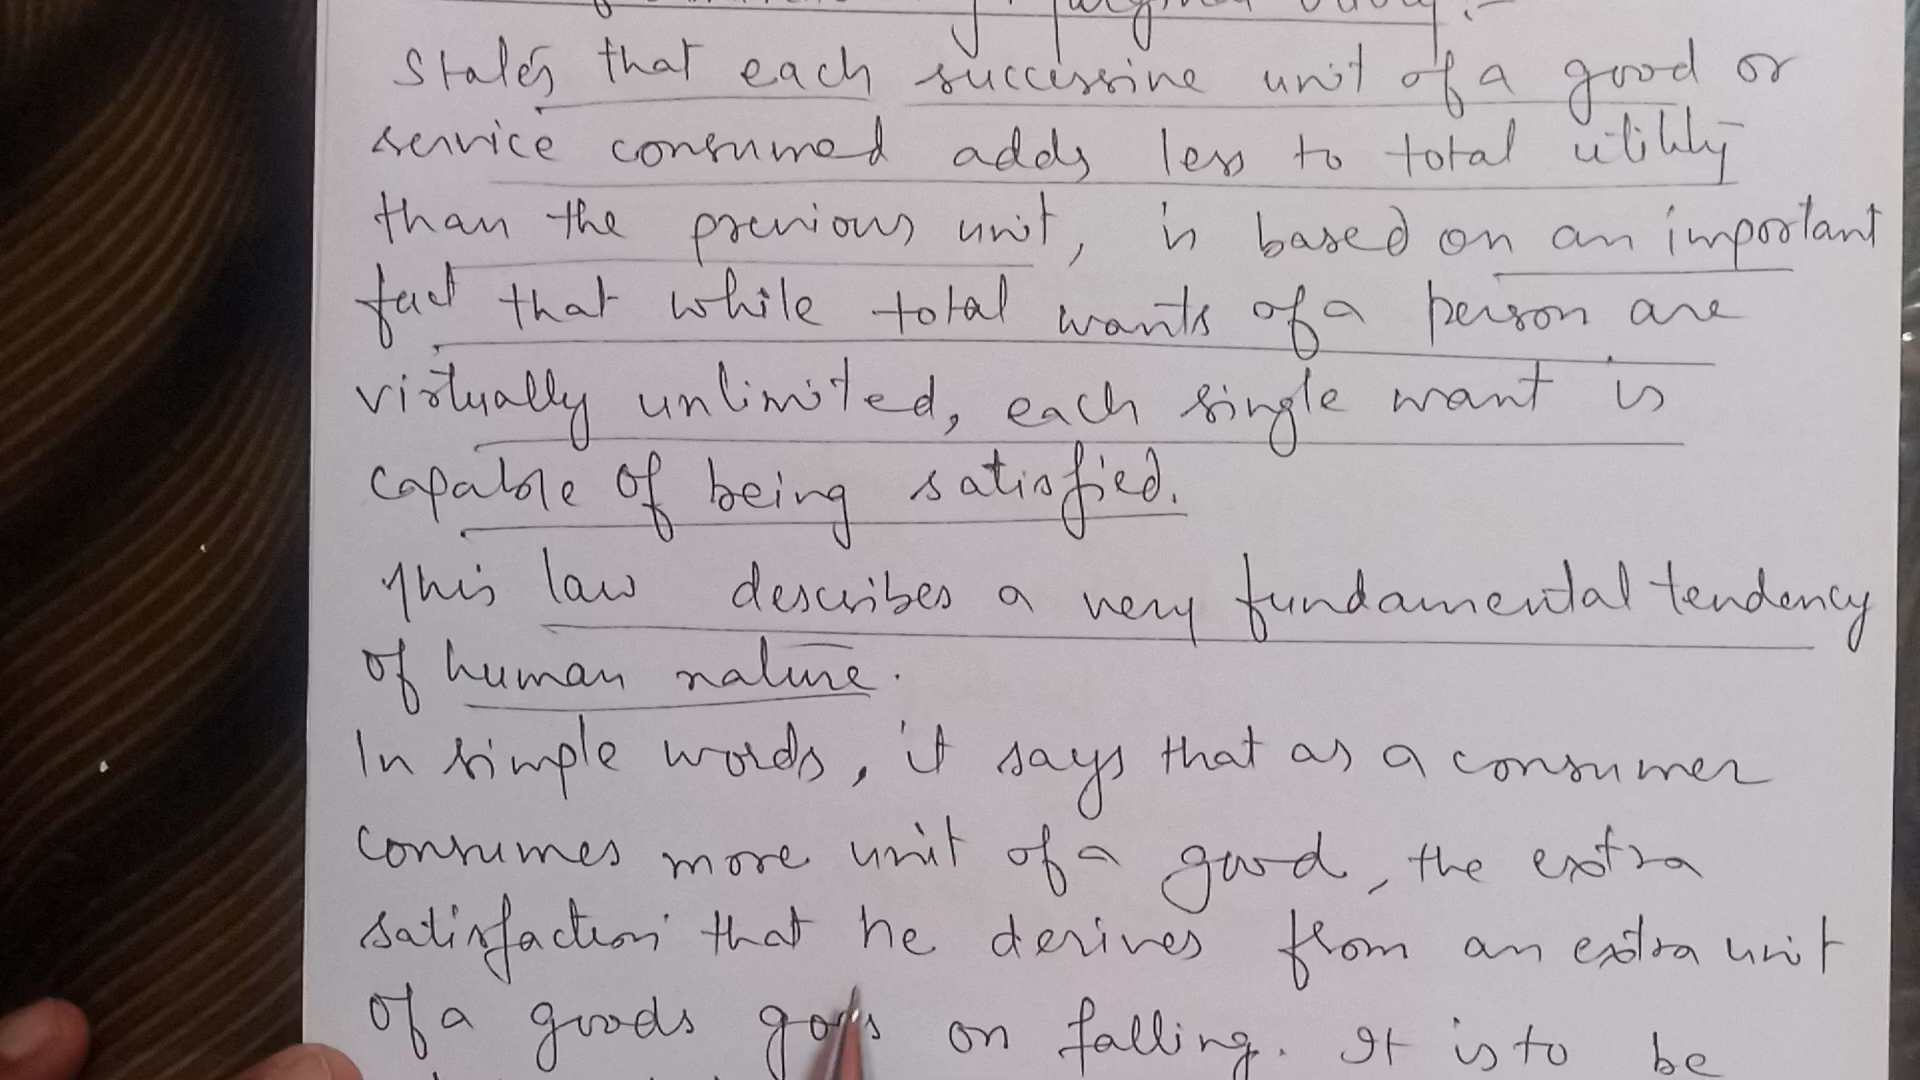 Marginal Utility :-
States that each successive unit of a good or
service consumed adds less to total utility
than the previous unit, is based on an important
fact that while total wants of a person are
virtually unlimited, each single want is
capable of being satisfied.
This law describes a very fundamental tendency
of human nature.
In simple words, it says that as a consumer
consumes more unit of a good, the extra
satisfaction that he derives from an extra unit
of a goods goes on falling. It is to be